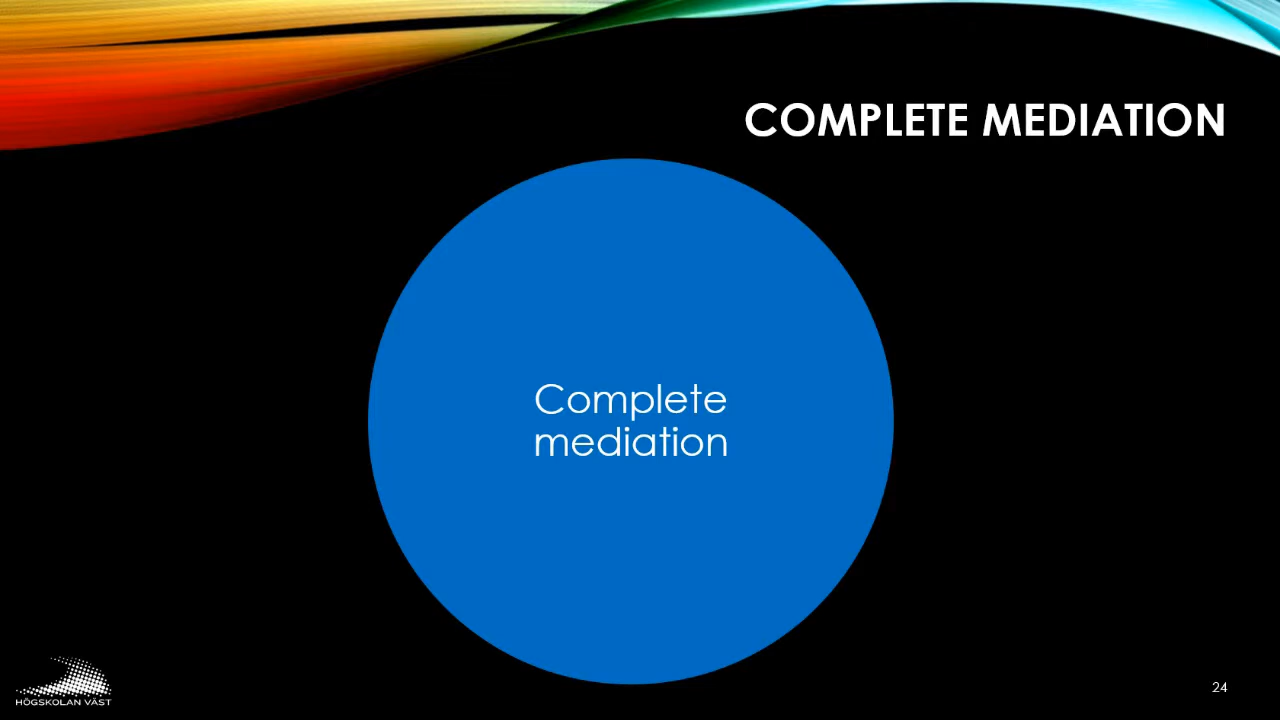 COMPLETE MEDIATION
Complete
mediation
HÖGSKOLAN VÄST
24